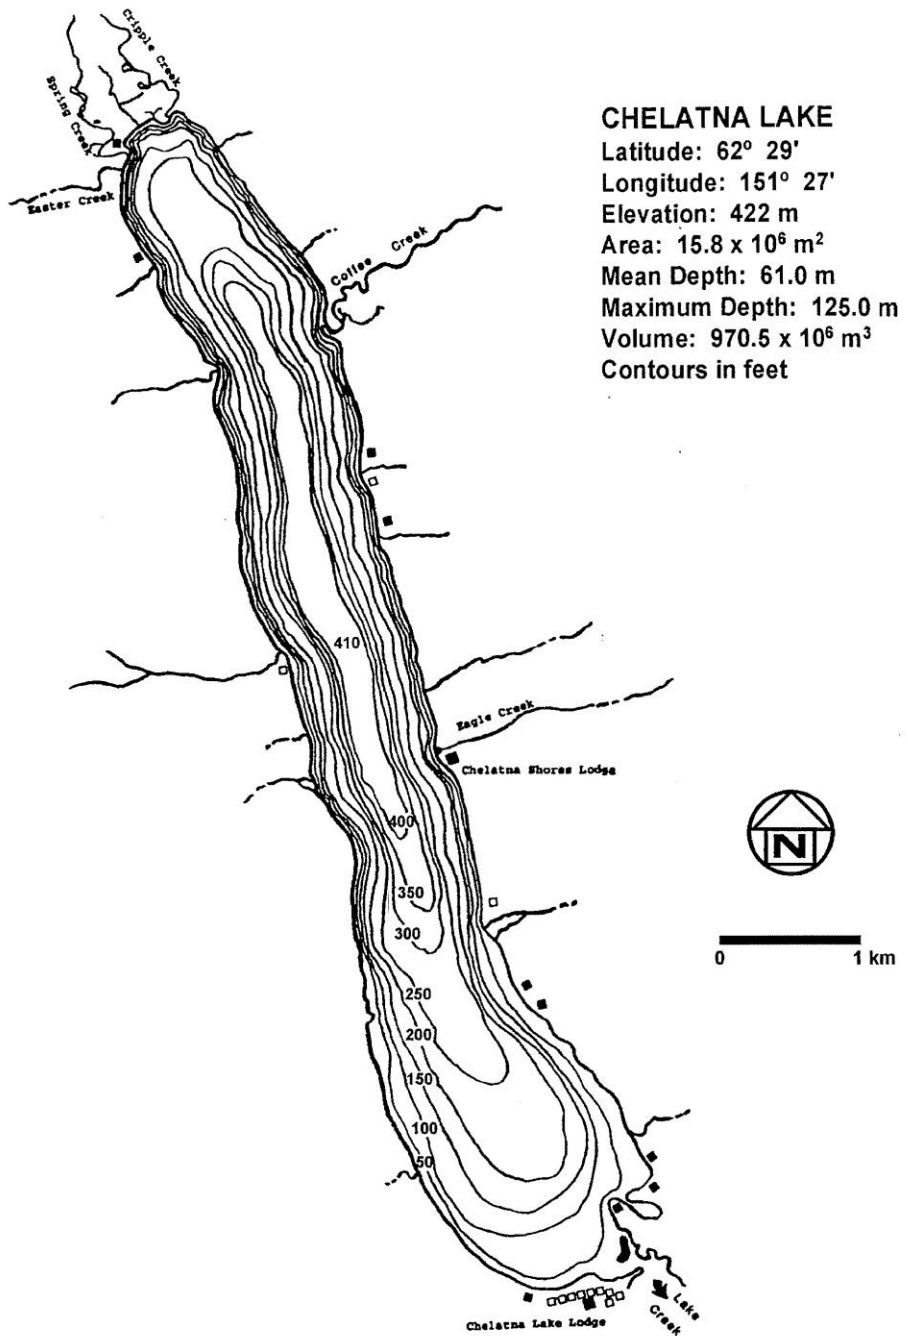 Cripple Creek
Spring Creek
Easter Creek
Coffee Creek
CHELATNA LAKE
Latitude: 62º 29'
Longitude: 151º 27'
Elevation: 422 m
Area: 15.8 x 10⁶ m²
Mean Depth: 61.0 m
Maximum Depth: 125.0 m
Volume: 970.5 x 10⁶ m³
Contours in feet
410
Eagle Creek
Chelatna Shores Lodge
400
350
300
250
200
150
100
50
N
0 1 km
Lake Creek
Chelatna Lake Lodge